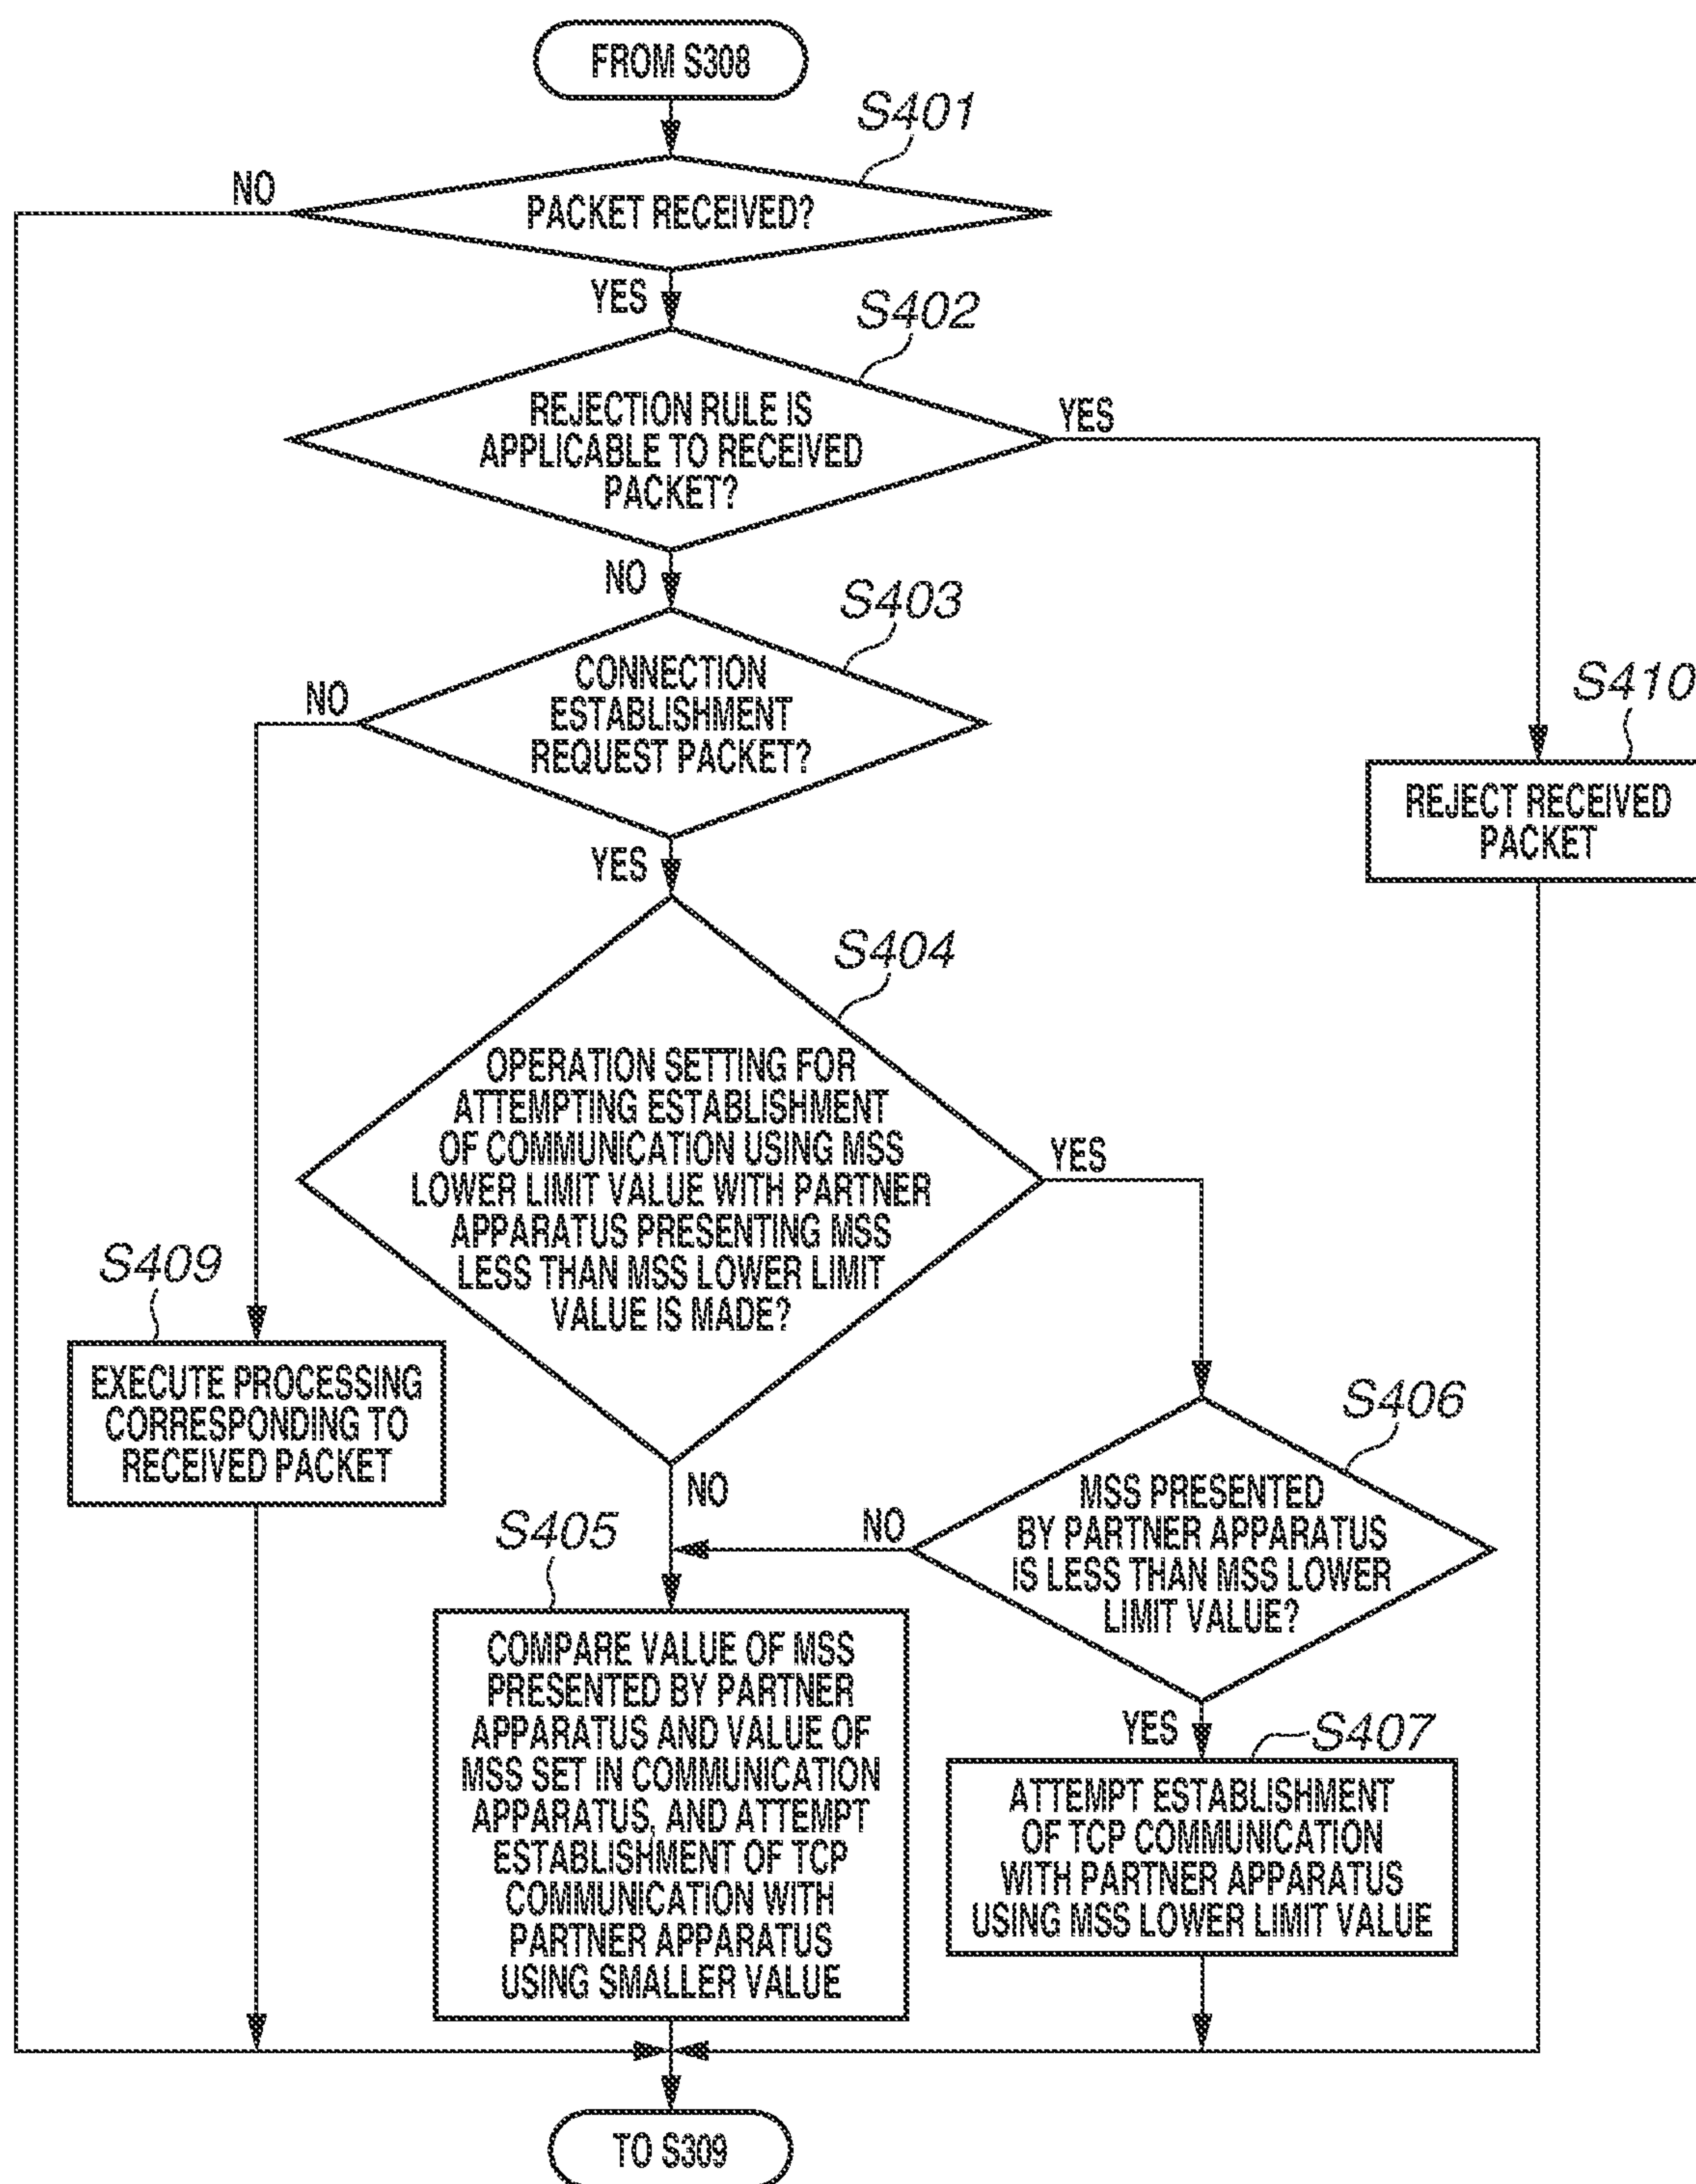 FROM S308
S401
NO
PACKET RECEIVED?
YES
S402
REJECTION RULE IS
APPLICABLE TO RECEIVED
PACKET?
YES
NO
S403
CONNECTION
ESTABLISHMENT
REQUEST PACKET?
NO
S410
REJECT RECEIVED
PACKET
YES
S404
OPERATION SETTING FOR
ATTEMPTING ESTABLISHMENT
OF COMMUNICATION USING MSS
LOWER LIMIT VALUE WITH PARTNER
APPARATUS PRESENTING MSS
LESS THAN MSS LOWER LIMIT
VALUE IS MADE?
YES
S409
EXECUTE PROCESSING
CORRESPONDING TO
RECEIVED PACKET
S406
MSS PRESENTED
BY PARTNER APPARATUS
IS LESS THAN MSS LOWER
LIMIT VALUE?
NO
NO
S405
COMPARE VALUE OF MSS
PRESENTED BY PARTNER
APPARATUS AND VALUE OF
MSS SET IN COMMUNICATION
APPARATUS, AND ATTEMPT
ESTABLISHMENT OF TCP
COMMUNICATION WITH
PARTNER APPARATUS
USING SMALLER VALUE
YES
S407
ATTEMPT ESTABLISHMENT
OF TCP COMMUNICATION
WITH PARTNER APPARATUS
USING MSS LOWER LIMIT VALUE
TO S309